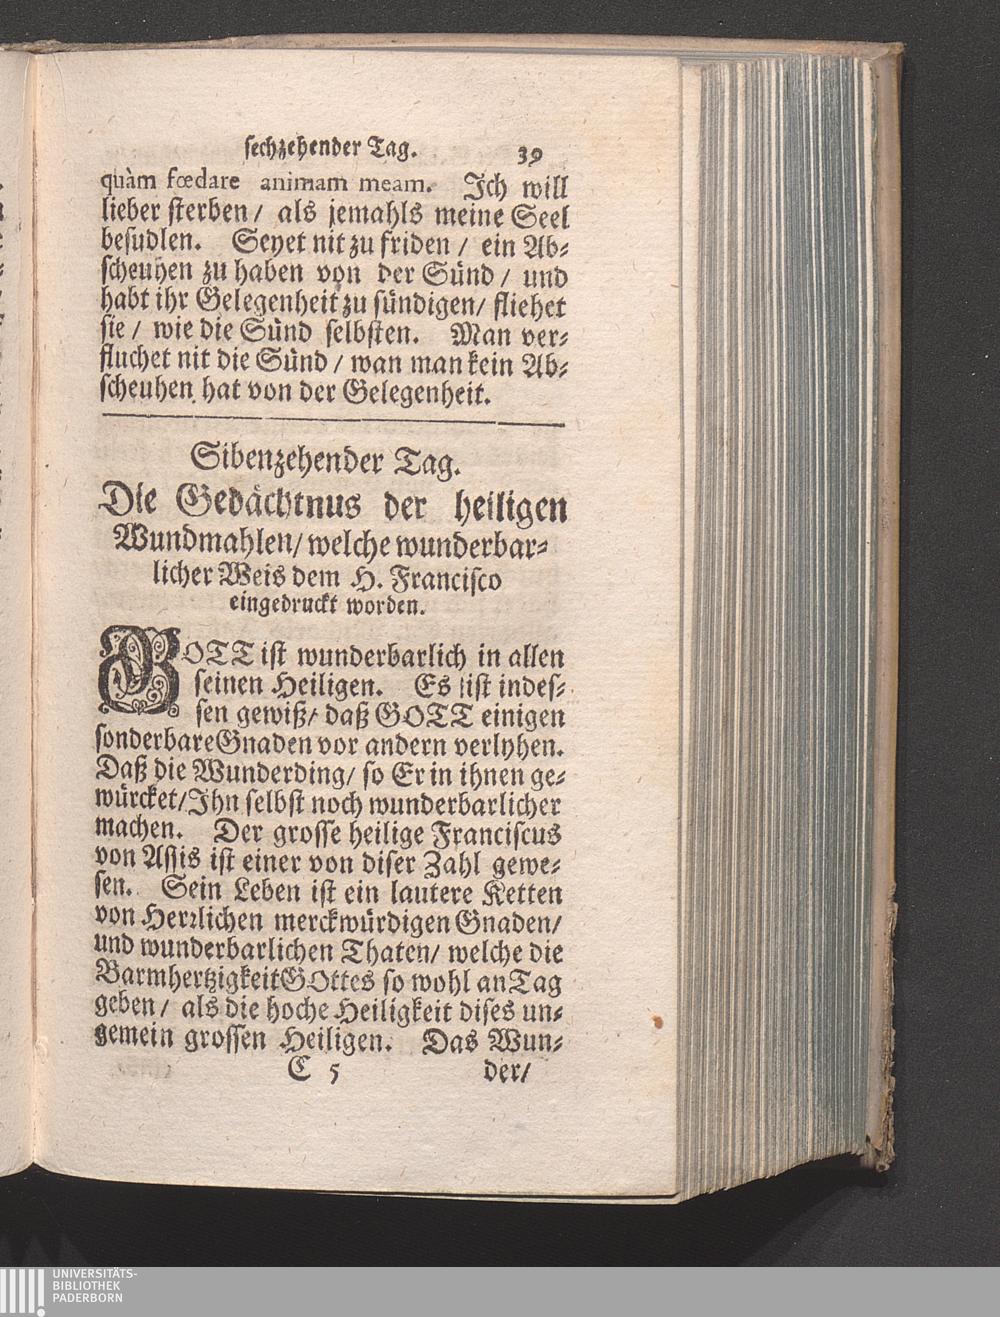 sechzehender Tag. 39
quàm fœdare animam meam. Ich will
lieber sterben / als jemahls meine Seel
besudlen. Seyet nit zu friden / ein Ab-
scheuhen zu haben von der Sünd / und
habt ihr Gelegenheit zu sündigen / fliehet
sie / wie die Sünd selbsten. Man ver-
fluchet nit die Sünd / wan man kein Ab-
scheuhen hat von der Gelegenheit.
Sibenzehender Tag.
Die Gedächtnus der heiligen
Wundmahlen / welche wunderbar-
licher Weis dem H. Francisco
eingedruckt worden.
GOTT ist wunderbarlich in allen
seinen Heiligen. Es ist indes-
sen gewiß / daß GOTT einigen
sonderbare Gnaden vor andern verlyhen.
Daß die Wunderding / so Er in ihnen ge-
würcket / Ihn selbst noch wunderbarlicher
machen. Der grosse heilige Franciscus
von Assis ist einer von diser Zahl gewe-
sen. Sein Leben ist ein lautere Ketten
von Herrlichen merckwürdigen Gnaden /
und wunderbarlichen Thaten / welche die
Barmhertzigkeit GOttes so wohl an Tag
geben / als die hoche Heiligkeit dises un-
gemein grossen Heiligen. Das Wun-
C 5 der /
UNIVERSITÄTS-
BIBLIOTHEK
PADERBORN